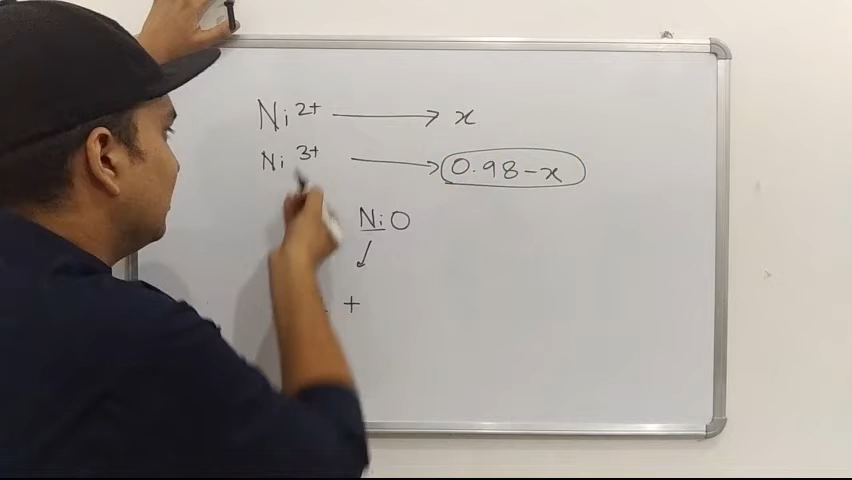 Ni²⁺ ⟶ x
Ni³⁺ ⟶ 0.98-x
NiO
↙
+